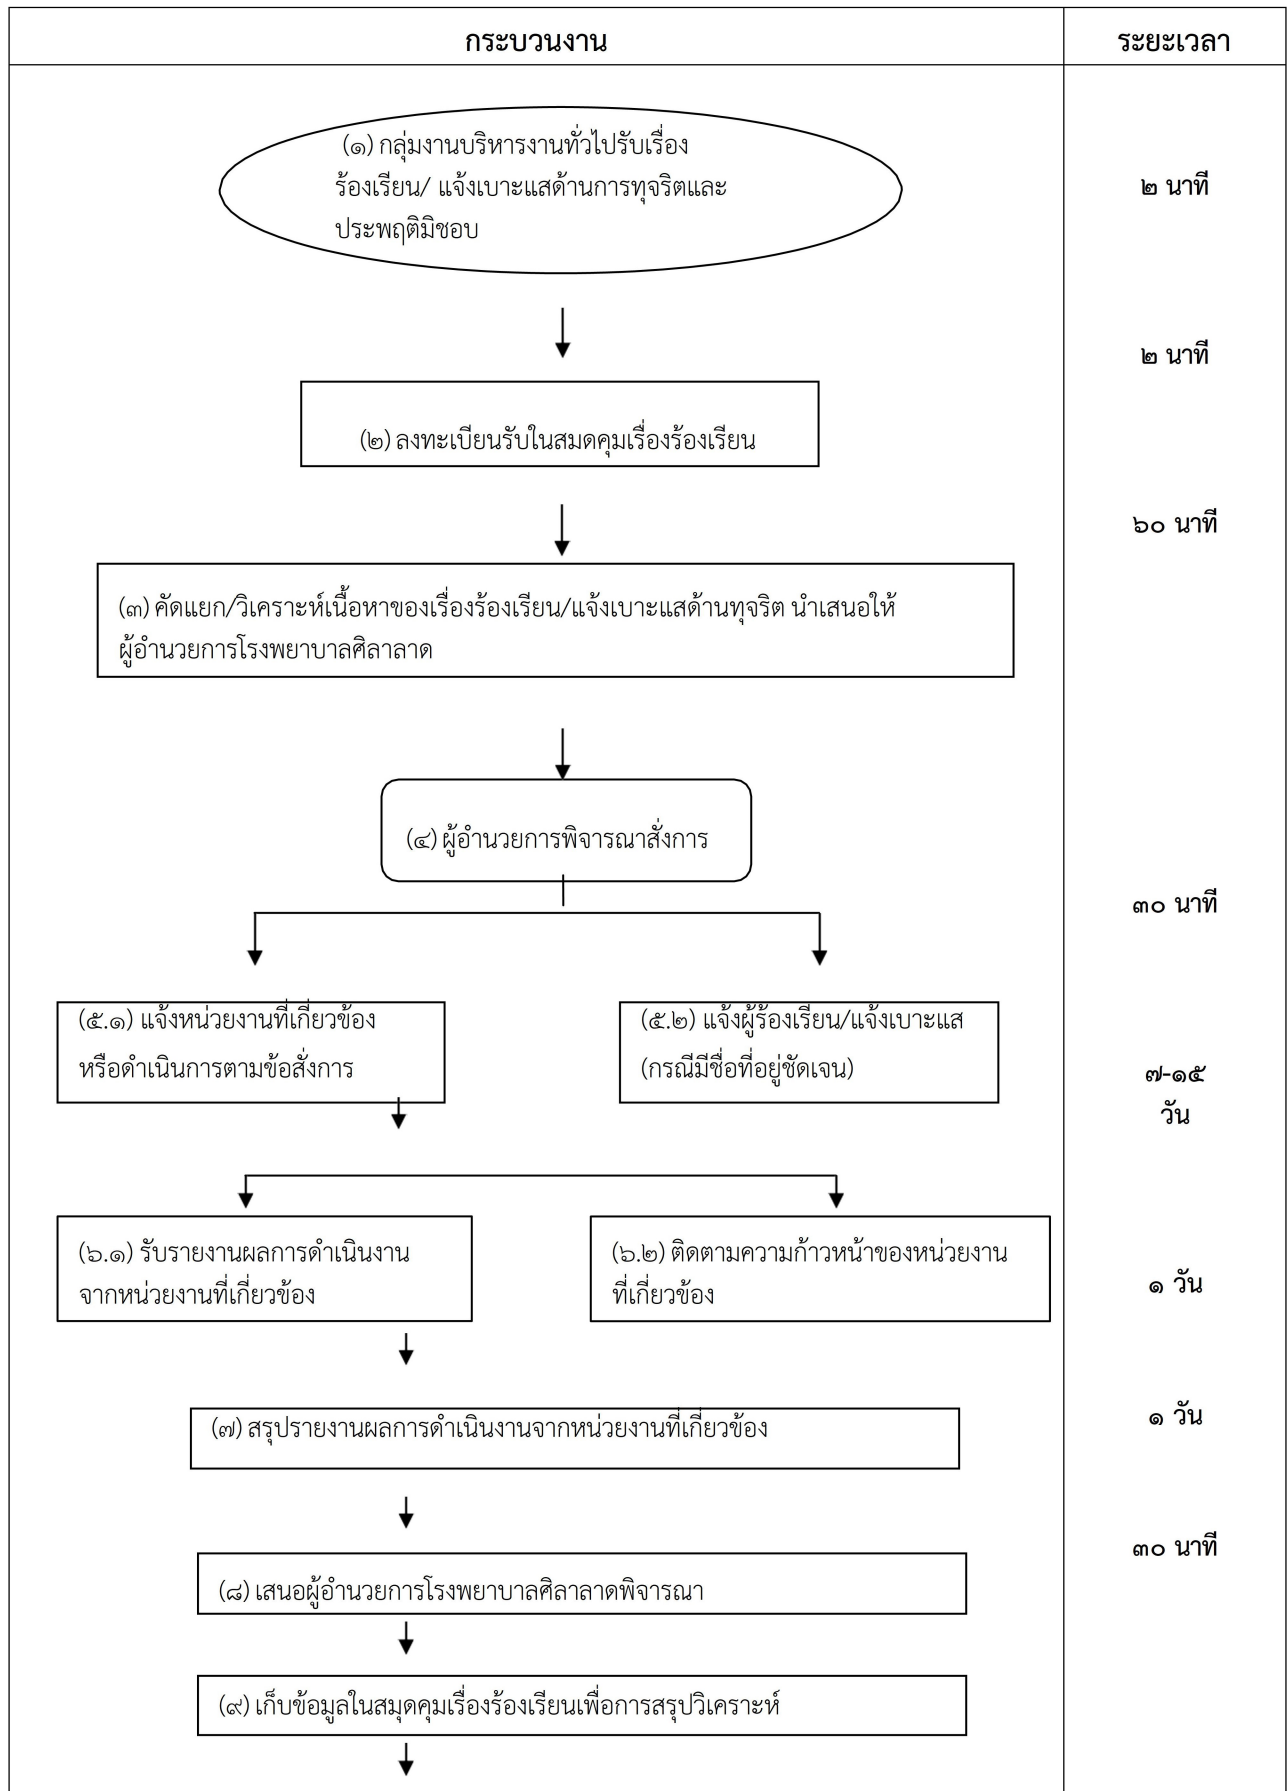 กระบวนงาน
ระยะเวลา
(๑) กลุ่มงานบริหารงานทั่วไปรับเรื่อง
ร้องเรียน/ แจ้งเบาะแสด้านการทุจริตและ
ประพฤติมิชอบ
๒ นาที
๒ นาที
(๒) ลงทะเบียนรับในสมดคุมเรื่องร้องเรียน
๖๐ นาที
(๓) คัดแยก/วิเคราะห์เนื้อหาของเรื่องร้องเรียน/แจ้งเบาะแสด้านทุจริต นำเสนอให้
ผู้อำนวยการโรงพยาบาลศิลาลาด
(๔) ผู้อำนวยการพิจารณาสั่งการ
๓๐ นาที
(๕.๑) แจ้งหน่วยงานที่เกี่ยวข้อง
หรือดำเนินการตามข้อสั่งการ
(๕.๒) แจ้งผู้ร้องเรียน/แจ้งเบาะแส
(กรณีมีชื่อที่อยู่ชัดเจน)
๗-๑๕
วัน
(๖.๑) รับรายงานผลการดำเนินงาน
จากหน่วยงานที่เกี่ยวข้อง
(๖.๒) ติดตามความก้าวหน้าของหน่วยงาน
ที่เกี่ยวข้อง
๑ วัน
(๗) สรุปรายงานผลการดำเนินงานจากหน่วยงานที่เกี่ยวข้อง
๑ วัน
๓๐ นาที
(๘) เสนอผู้อำนวยการโรงพยาบาลศิลาลาดพิจารณา
(๙) เก็บข้อมูลในสมุดคุมเรื่องร้องเรียนเพื่อการสรุปวิเคราะห์